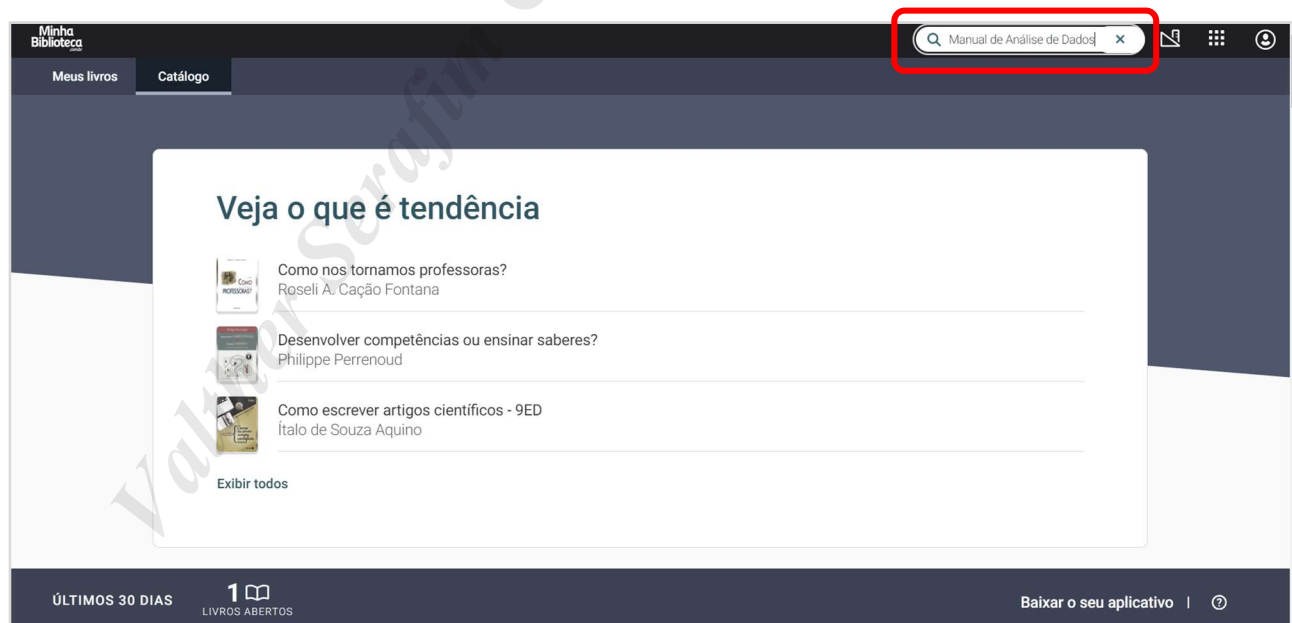 Minha
Biblioteca
Manual de Análise de Dados
Meus livros
Catálogo
Veja o que é tendência
Como nos tornamos professoras?
Roseli A. Cação Fontana
Desenvolver competências ou ensinar saberes?
Philippe Perrenoud
Como escrever artigos científicos - 9ED
Ítalo de Souza Aquino
Exibir todos
ÚLTIMOS 30 DIAS
1
LIVROS ABERTOS
Baixar o seu aplicativo
Valther Serafim